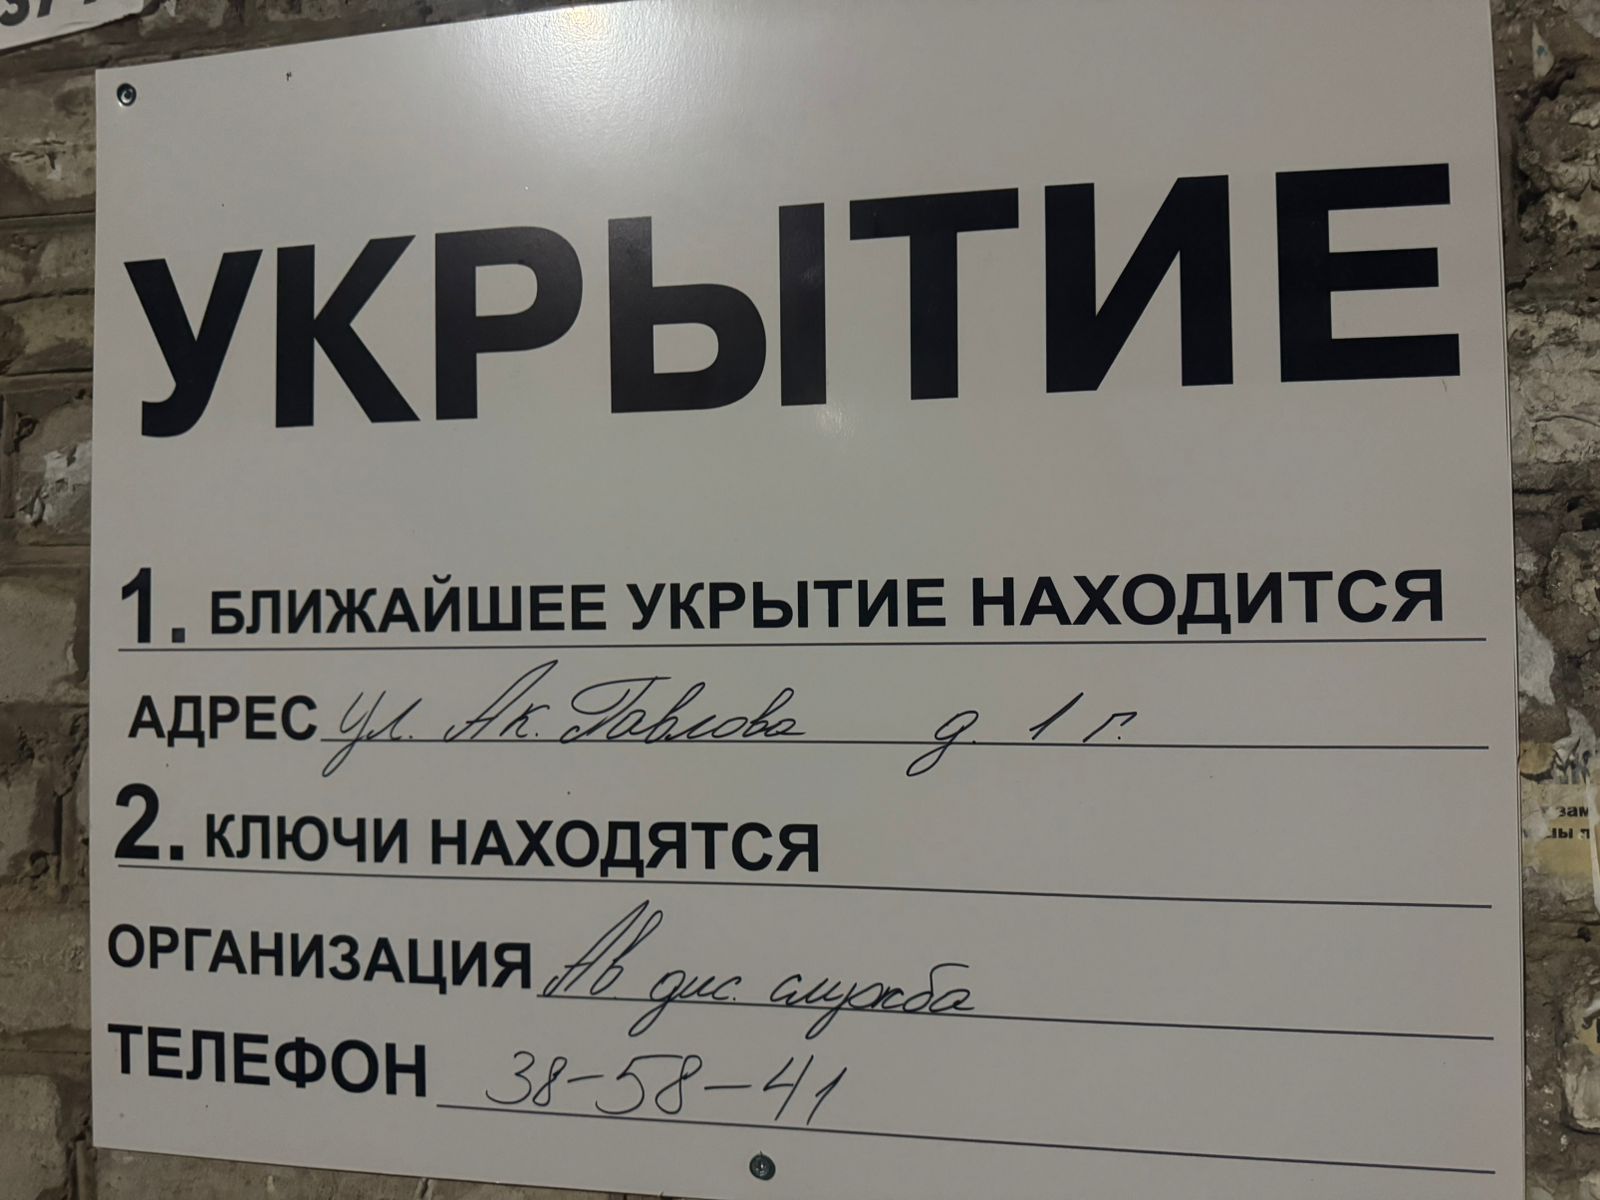 УКРЫТИЕ
1. БЛИЖАЙШЕЕ УКРЫТИЕ НАХОДИТСЯ
АДРЕС ул. Ак. Павлова д. 1 г.
2. КЛЮЧИ НАХОДЯТСЯ
ОРГАНИЗАЦИЯ Ав. дис. служба
ТЕЛЕФОН 38-58-41